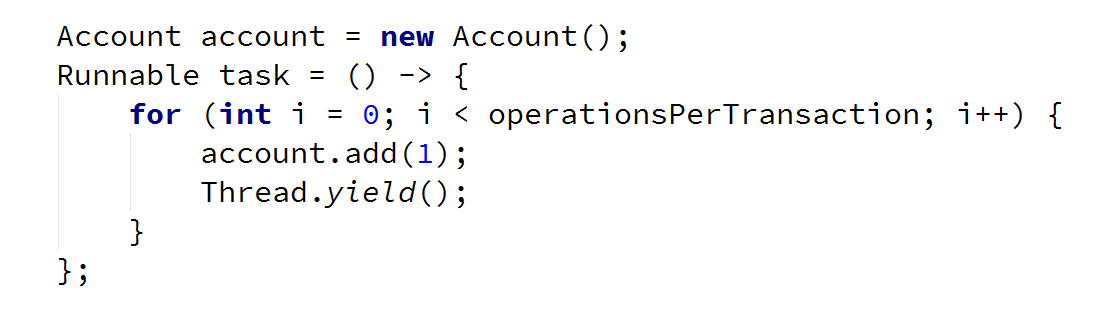 Account account = new Account();
Runnable task = () -> {
    for (int i = 0; i < operationsPerTransaction; i++) {
        account.add(1);
        Thread.yield();
    }
};